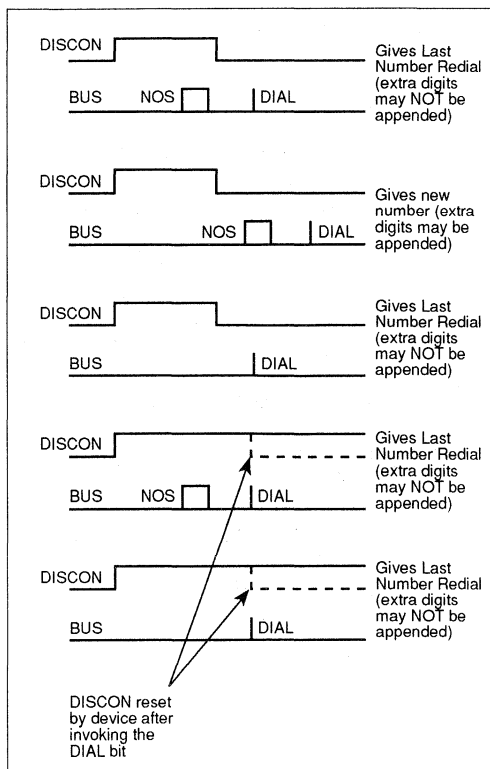 DISCON
Gives Last
Number Redial
(extra digits
may NOT be
appended)
BUS NOS DIAL
DISCON
Gives new
number (extra
digits may be
appended)
BUS NOS DIAL
DISCON
Gives Last
Number Redial
(extra digits
may NOT be
appended)
BUS DIAL
DISCON
Gives Last
Number Redial
(extra digits
may NOT be
appended)
BUS NOS DIAL
DISCON
Gives Last
Number Redial
(extra digits
may NOT be
appended)
BUS DIAL
DISCON reset
by device after
invoking the
DIAL bit